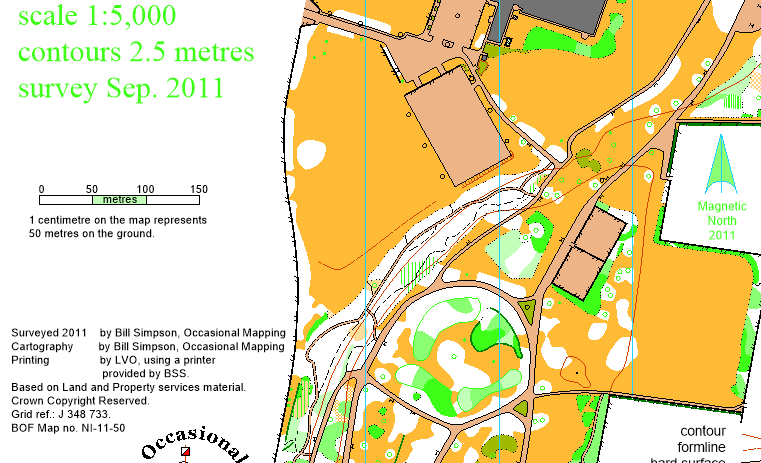 scale 1:5,000
contours 2.5 metres
survey Sep. 2011
0 50 100 150
metres
1 centimetre on the map represents
50 metres on the ground.
Magnetic
North
2011
Surveyed 2011 by Bill Simpson, Occasional Mapping
Cartography by Bill Simpson, Occasional Mapping
Printing by LVO, using a printer
provided by BSS.
Based on Land and Property services material.
Crown Copyright Reserved.
Grid ref.: J 348 733.
BOF Map no. NI-11-50
Occasional
contour
formline
hard surface